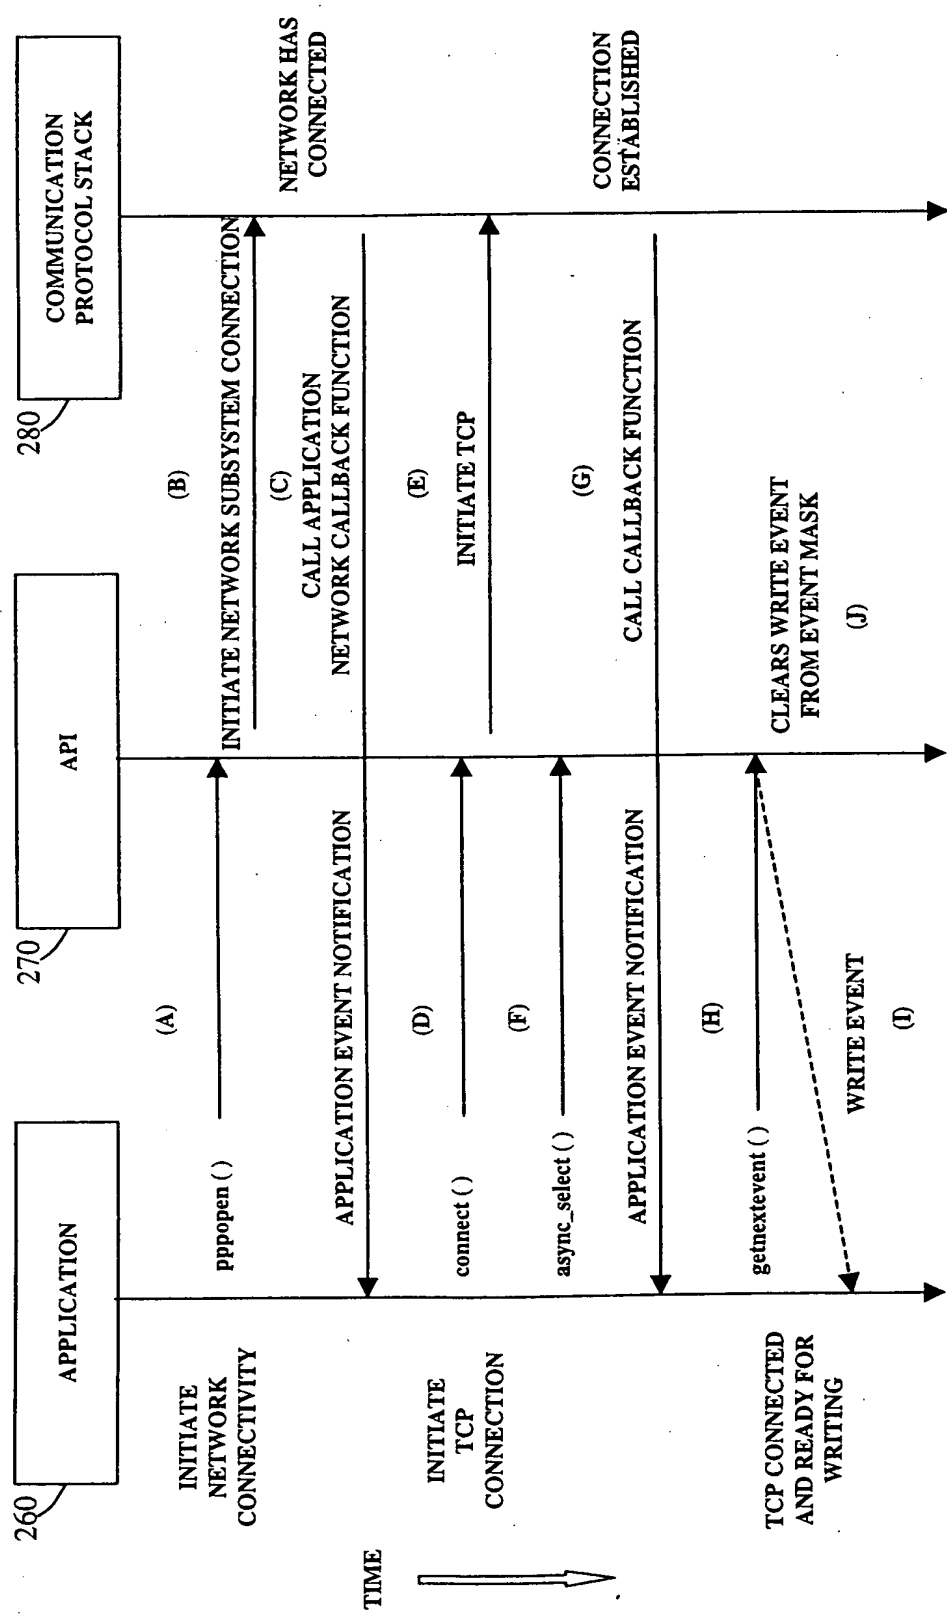 260
APPLICATION
270
API
280
COMMUNICATION
PROTOCOL STACK
INITIATE
NETWORK
CONNECTIVITY
(A)
pppopen ( )
(B)
INITIATE NETWORK SUBSYSTEM CONNECTION
NETWORK HAS
CONNECTED
(C)
CALL APPLICATION
NETWORK CALLBACK FUNCTION
APPLICATION EVENT NOTIFICATION
TIME
INITIATE
TCP
CONNECTION
(D)
connect ( )
(E)
INITIATE TCP
(F)
async_select ( )
CONNECTION
ESTABLISHED
(G)
CALL CALLBACK FUNCTION
APPLICATION EVENT NOTIFICATION
(H)
getnextevent ( )
TCP CONNECTED
AND READY FOR
WRITING
CLEARS WRITE EVENT
FROM EVENT MASK
(J)
WRITE EVENT
(I)